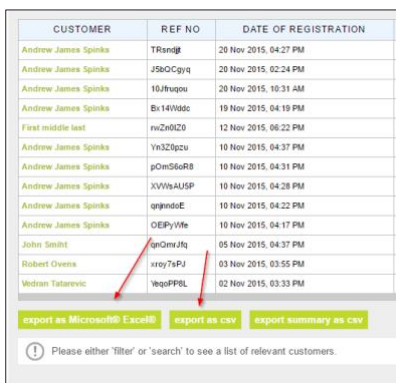 CUSTOMER REF NO DATE OF REGISTRATION
Andrew James Spinks TRsndjjt 20 Nov 2015, 04:27 PM
Andrew James Spinks J5bQCgyq 20 Nov 2015, 02:24 PM
Andrew James Spinks 10Jfruqou 20 Nov 2015, 10:31 AM
Andrew James Spinks Bx14Wddc 19 Nov 2015, 04:19 PM
First middle last rwZn0IZ0 12 Nov 2015, 06:22 PM
Andrew James Spinks Yn3Z0pzu 10 Nov 2015, 04:37 PM
Andrew James Spinks pOmS6oR8 10 Nov 2015, 04:31 PM
Andrew James Spinks XVWsAU5P 10 Nov 2015, 04:28 PM
Andrew James Spinks qnjnndoE 10 Nov 2015, 04:22 PM
Andrew James Spinks OElPyWfe 10 Nov 2015, 04:17 PM
John Smiht qnQmrJfq 05 Nov 2015, 04:37 PM
Robert Ovens xroy7sPJ 03 Nov 2015, 03:55 PM
Vedran Tatarevic YeqoPP8L 02 Nov 2015, 03:33 PM
export as Microsoft® Excel® export as csv export summary as csv
Please either 'filter' or 'search' to see a list of relevant customers.